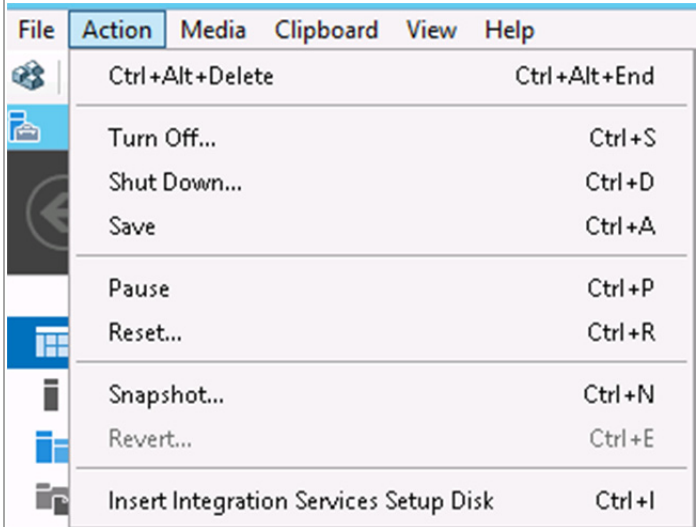 File Action Media Clipboard View Help
Ctrl+Alt+Delete Ctrl+Alt+End
Turn Off... Ctrl+S
Shut Down... Ctrl+D
Save Ctrl+A
Pause Ctrl+P
Reset... Ctrl+R
Snapshot... Ctrl+N
Revert... Ctrl+E
Insert Integration Services Setup Disk Ctrl+I